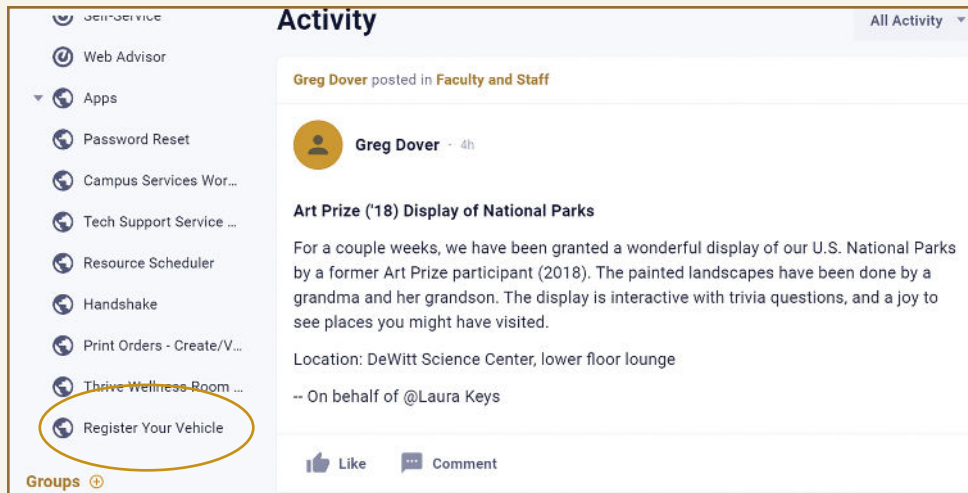 Self-Service
Web Advisor
Apps
Password Reset
Campus Services Wor...
Tech Support Service ...
Resource Scheduler
Handshake
Print Orders - Create/V...
Thrive Wellness Room ...
Register Your Vehicle
Groups
Activity
All Activity
Greg Dover posted in Faculty and Staff
Greg Dover · 4h
Art Prize ('18) Display of National Parks
For a couple weeks, we have been granted a wonderful display of our U.S. National Parks
by a former Art Prize participant (2018). The painted landscapes have been done by a
grandma and her grandson. The display is interactive with trivia questions, and a joy to
see places you might have visited.
Location: DeWitt Science Center, lower floor lounge
-- On behalf of @Laura Keys
Like
Comment